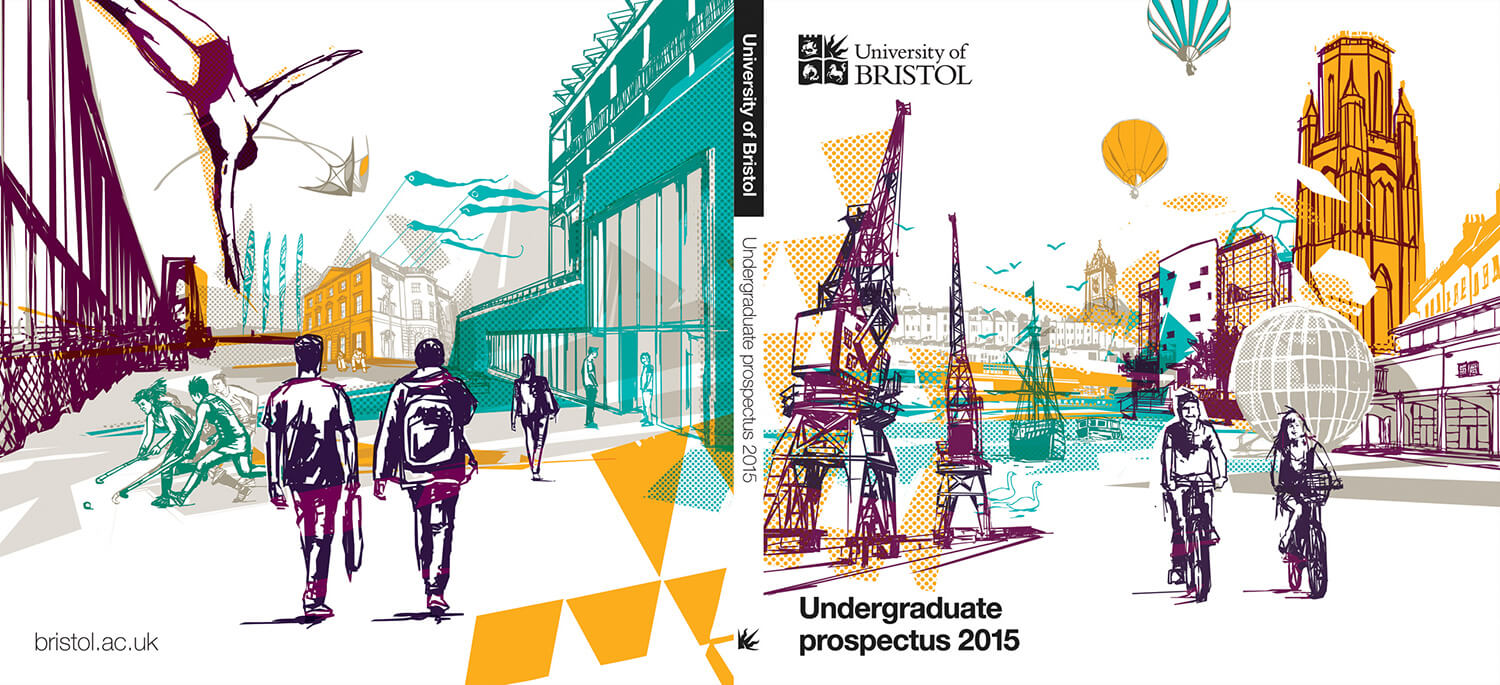 bristol.ac.uk
University of Bristol
Undergraduate prospectus 2015
University of
BRISTOL
Undergraduate
prospectus 2015